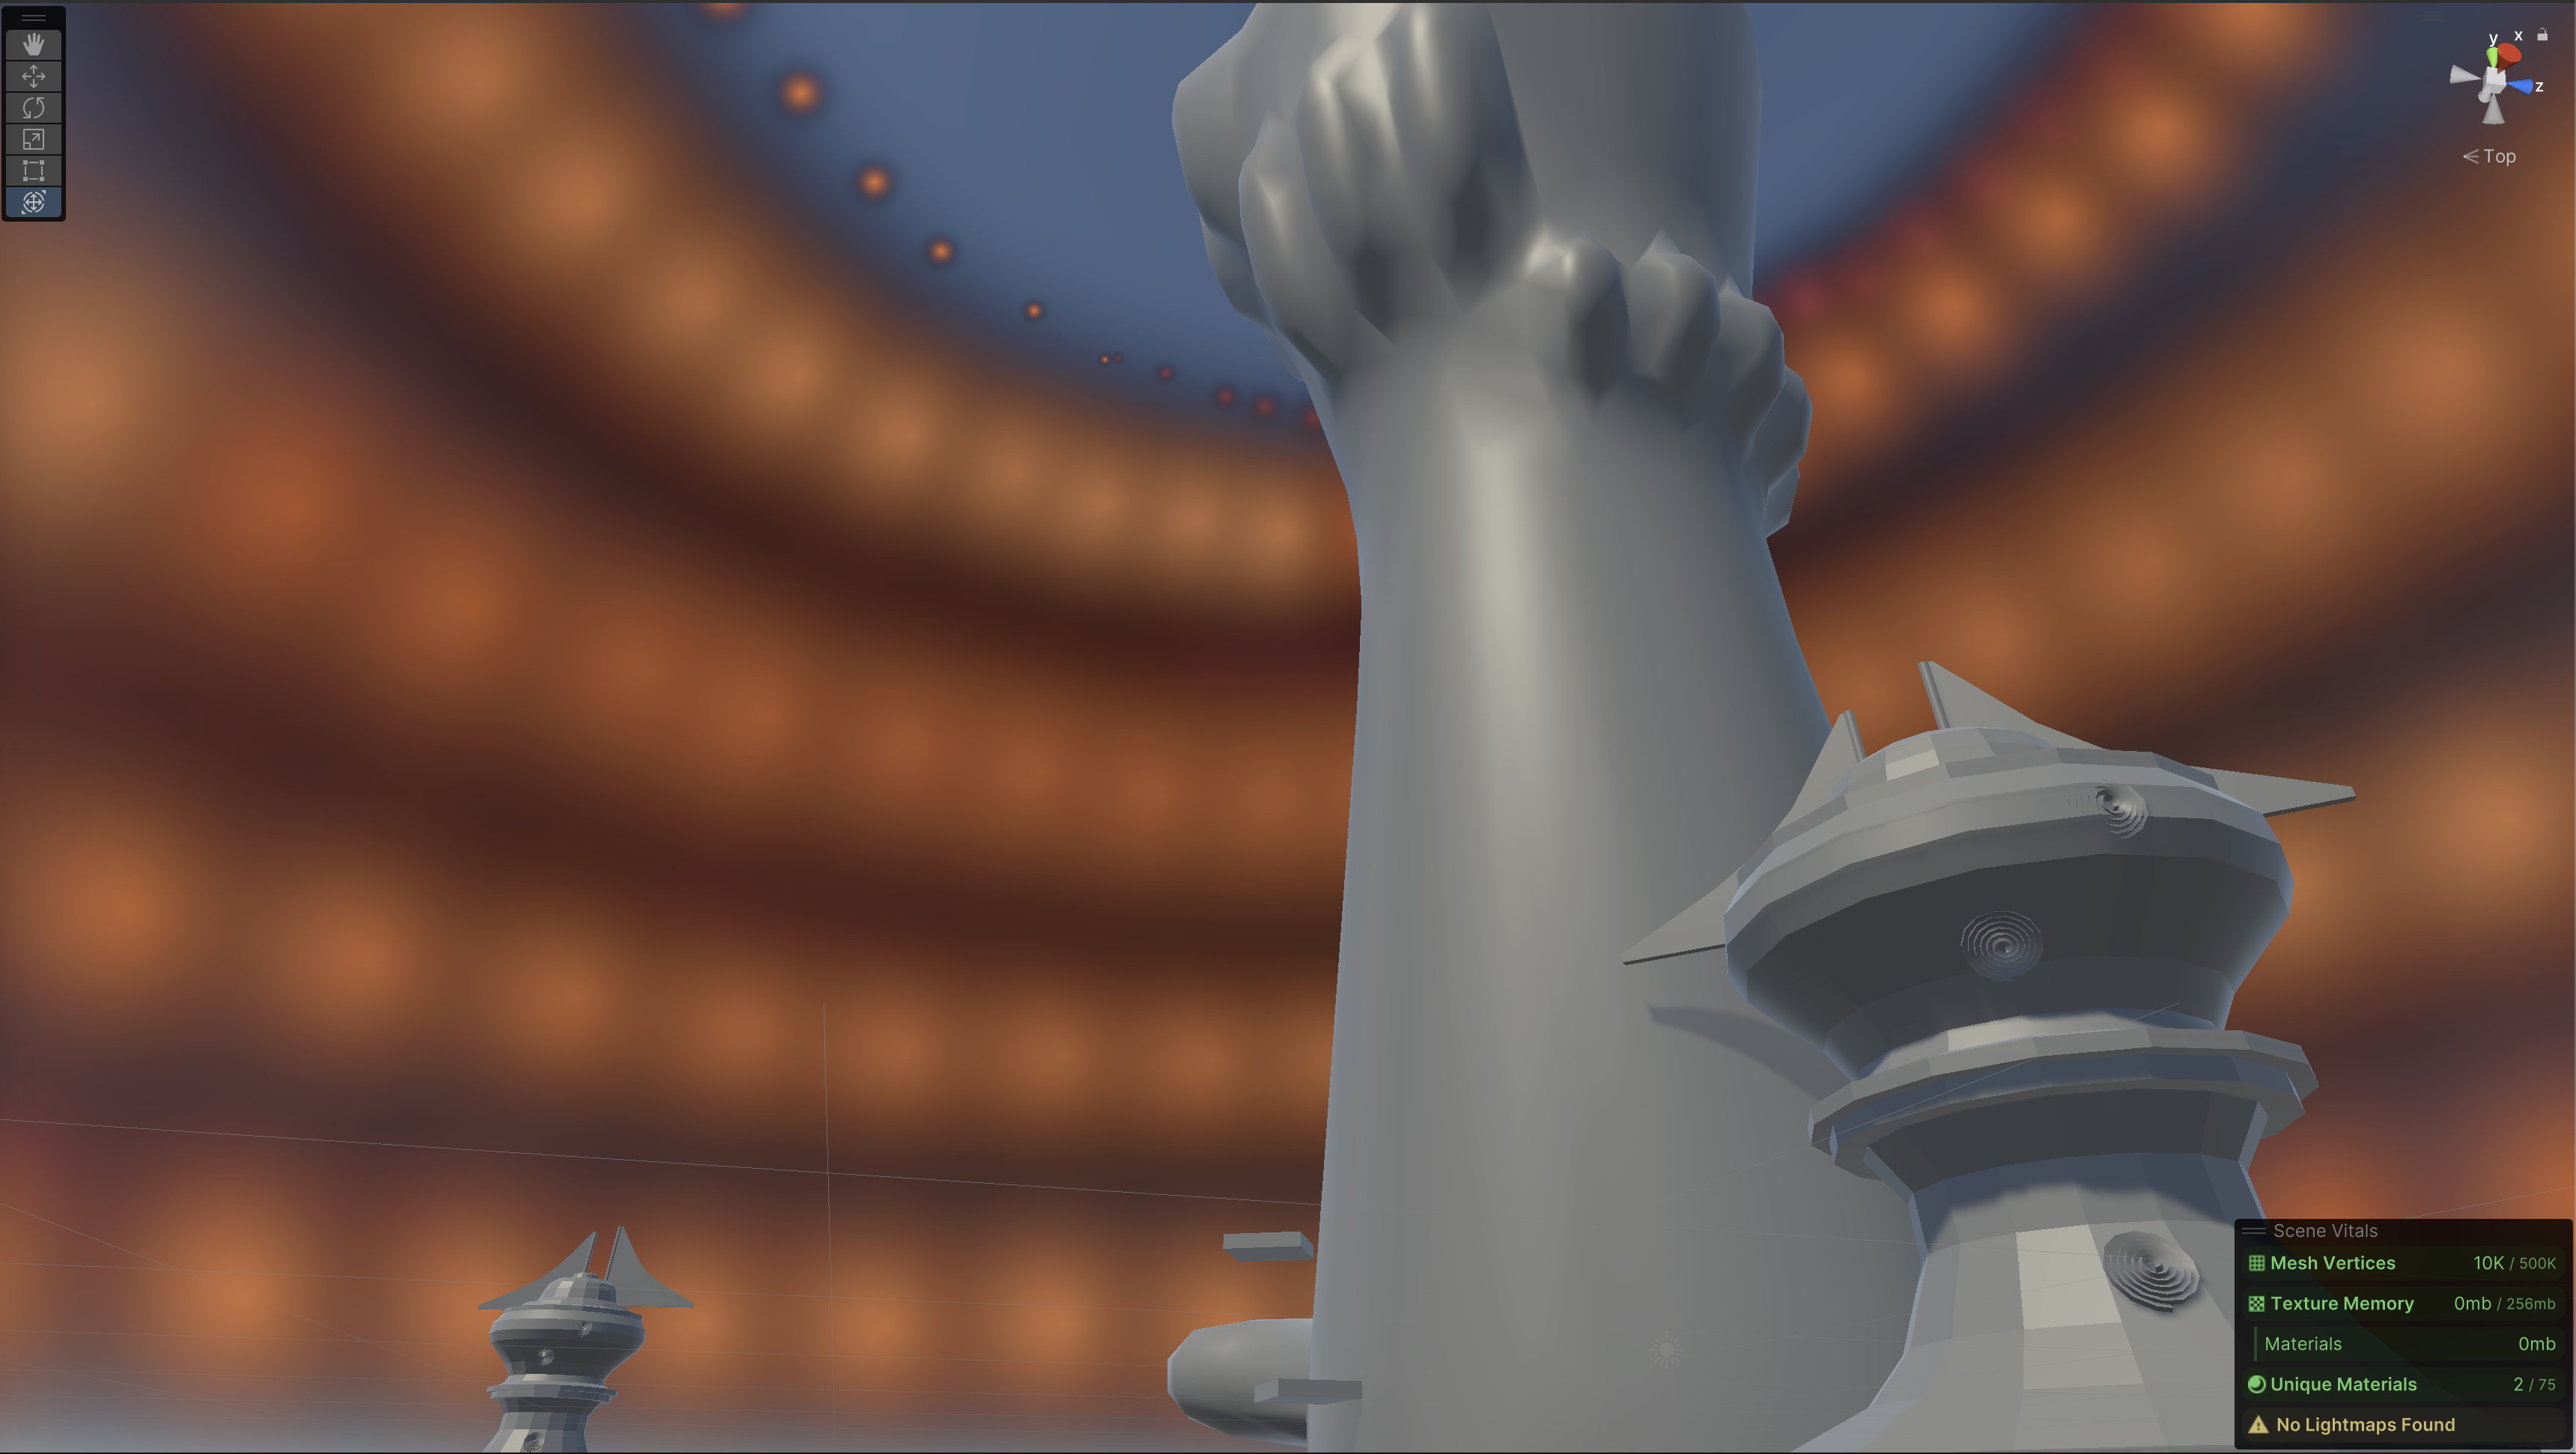 y x
z
Top
Scene Vitals
Mesh Vertices 10K / 500K
Texture Memory 0mb / 256mb
Materials 0mb
Unique Materials 2 / 75
No Lightmaps Found